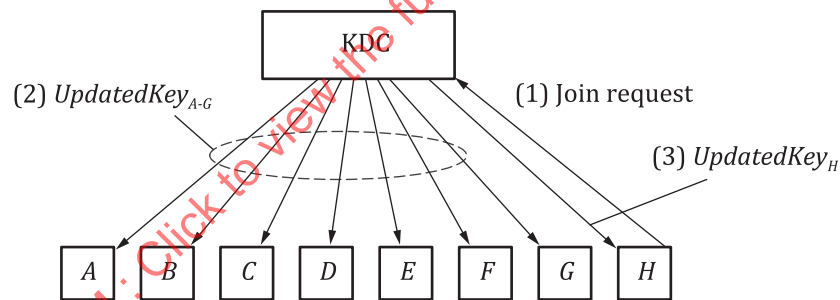 KDC
(2) UpdatedKey_A-G
(1) Join request
(3) UpdatedKey_H
A B C D E F G H
: Click to view the fu